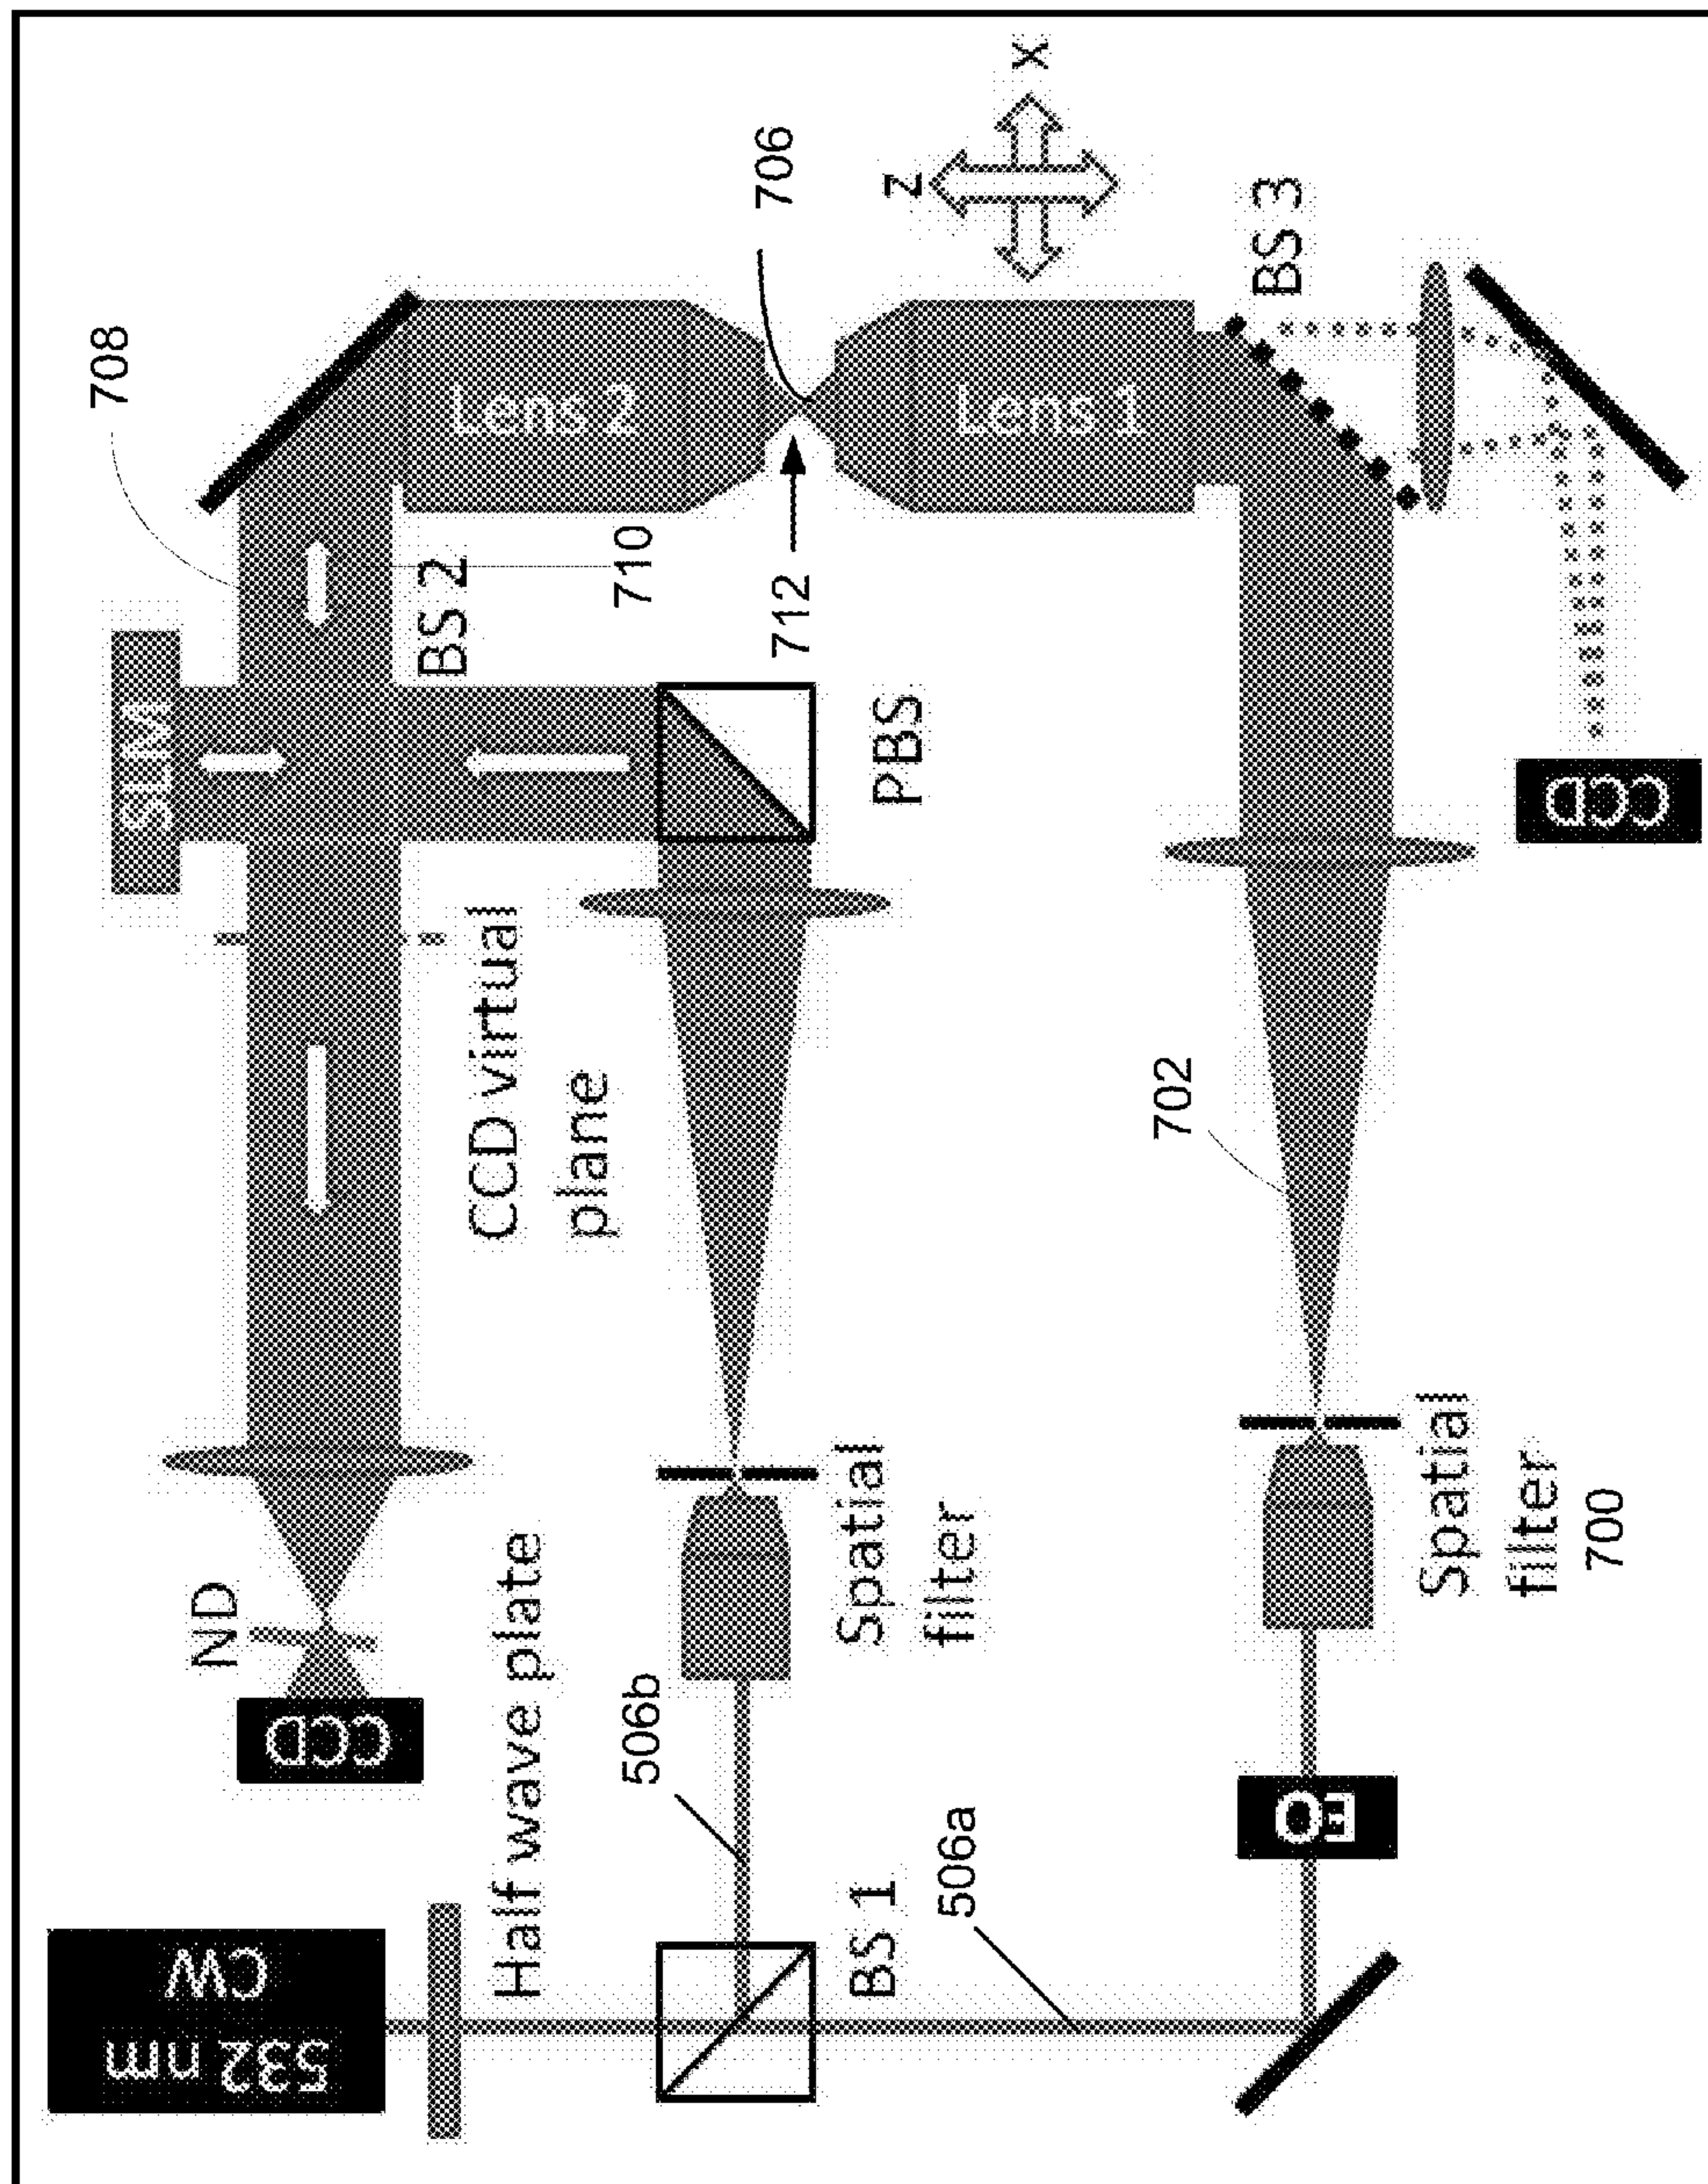 532 nm
CW
Half wave plate
BS 1
506a
506b
EO
Spatial
filter
700
Spatial
filter
702
ND
CCD
CCD virtual
plane
PBS
SLM
BS 2
708
710
712
706
Lens 2
Lens 1
z
x
BS 3
CCD